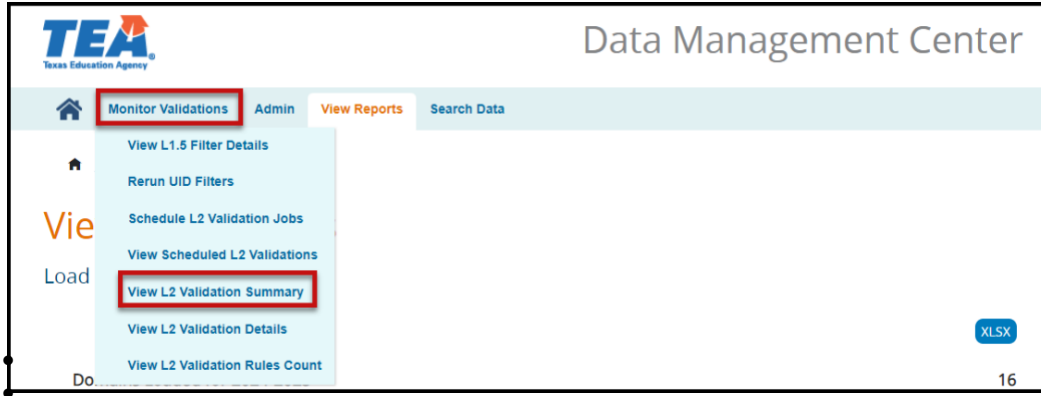 TEA
Texas Education Agency
Data Management Center
Monitor Validations Admin View Reports Search Data
View L1.5 Filter Details
Rerun UID Filters
Schedule L2 Validation Jobs
Vie
View Scheduled L2 Validations
Load
View L2 Validation Summary
View L2 Validation Details
XLSX
View L2 Validation Rules Count
Do
16